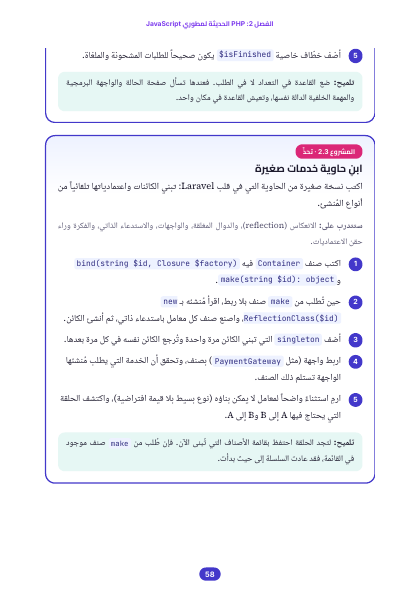 الفصل 2: PHP الحديثة لمطوري JavaScript
5 أضف خطّاف خاصية $isFinished يكون صحيحاً للطلبات المشحونة والملغاة.
تلميح: ضع القاعدة في التعداد لا في الطلب. فعندها تسأل صفحة الحالة والواجهة البرمجية
والمهمة الخلفية الدالة نفسها، وتعيش القاعدة في مكان واحد.
المشروع 2.3 · تحدٍّ
ابنِ حاوية خدمات صغيرة
اكتب نسخة صغيرة من الحاوية التي في قلب Laravel: تبني الكائنات واعتمادياتها تلقائياً من
أنواع المُنشئ.
ستتدرب على: الانعكاس (reflection)، والدوال المغلقة، والواجهات، والاستدعاء الذاتي، والفكرة وراء
حقن الاعتماديات.
1 اكتب صنف Container فيه bind(string $id, Closure $factory)
و make(string $id): object.
2 حين تُطلب من make صنف بلا ربط، اقرأ مُنشئه بـ new
ReflectionClass($id)، واصنع صنف كل معامل باستدعاء ذاتي، ثم أنشئ الكائن.
3 أضف singleton التي تبني الكائن مرة واحدة وتُرجع الكائن نفسه في كل مرة بعدها.
4 اربط واجهة (مثل PaymentGateway) بصنف، وتحقق أن الخدمة التي يطلب مُنشئها
الواجهة تستلم ذلك الصنف.
5 ارمِ استثناءً واضحاً لمعامل لا يمكن بناؤه (نوع بسيط بلا قيمة افتراضية)، واكتشف الحلقة
التي يحتاج فيها A إلى B وB إلى A.
تلميح: لتجد الحلقة احتفظ بقائمة الأصناف التي تُبنى الآن. فإن طُلب من make صنف موجود
في القائمة، فقد عادت السلسلة إلى حيث بدأت.
58